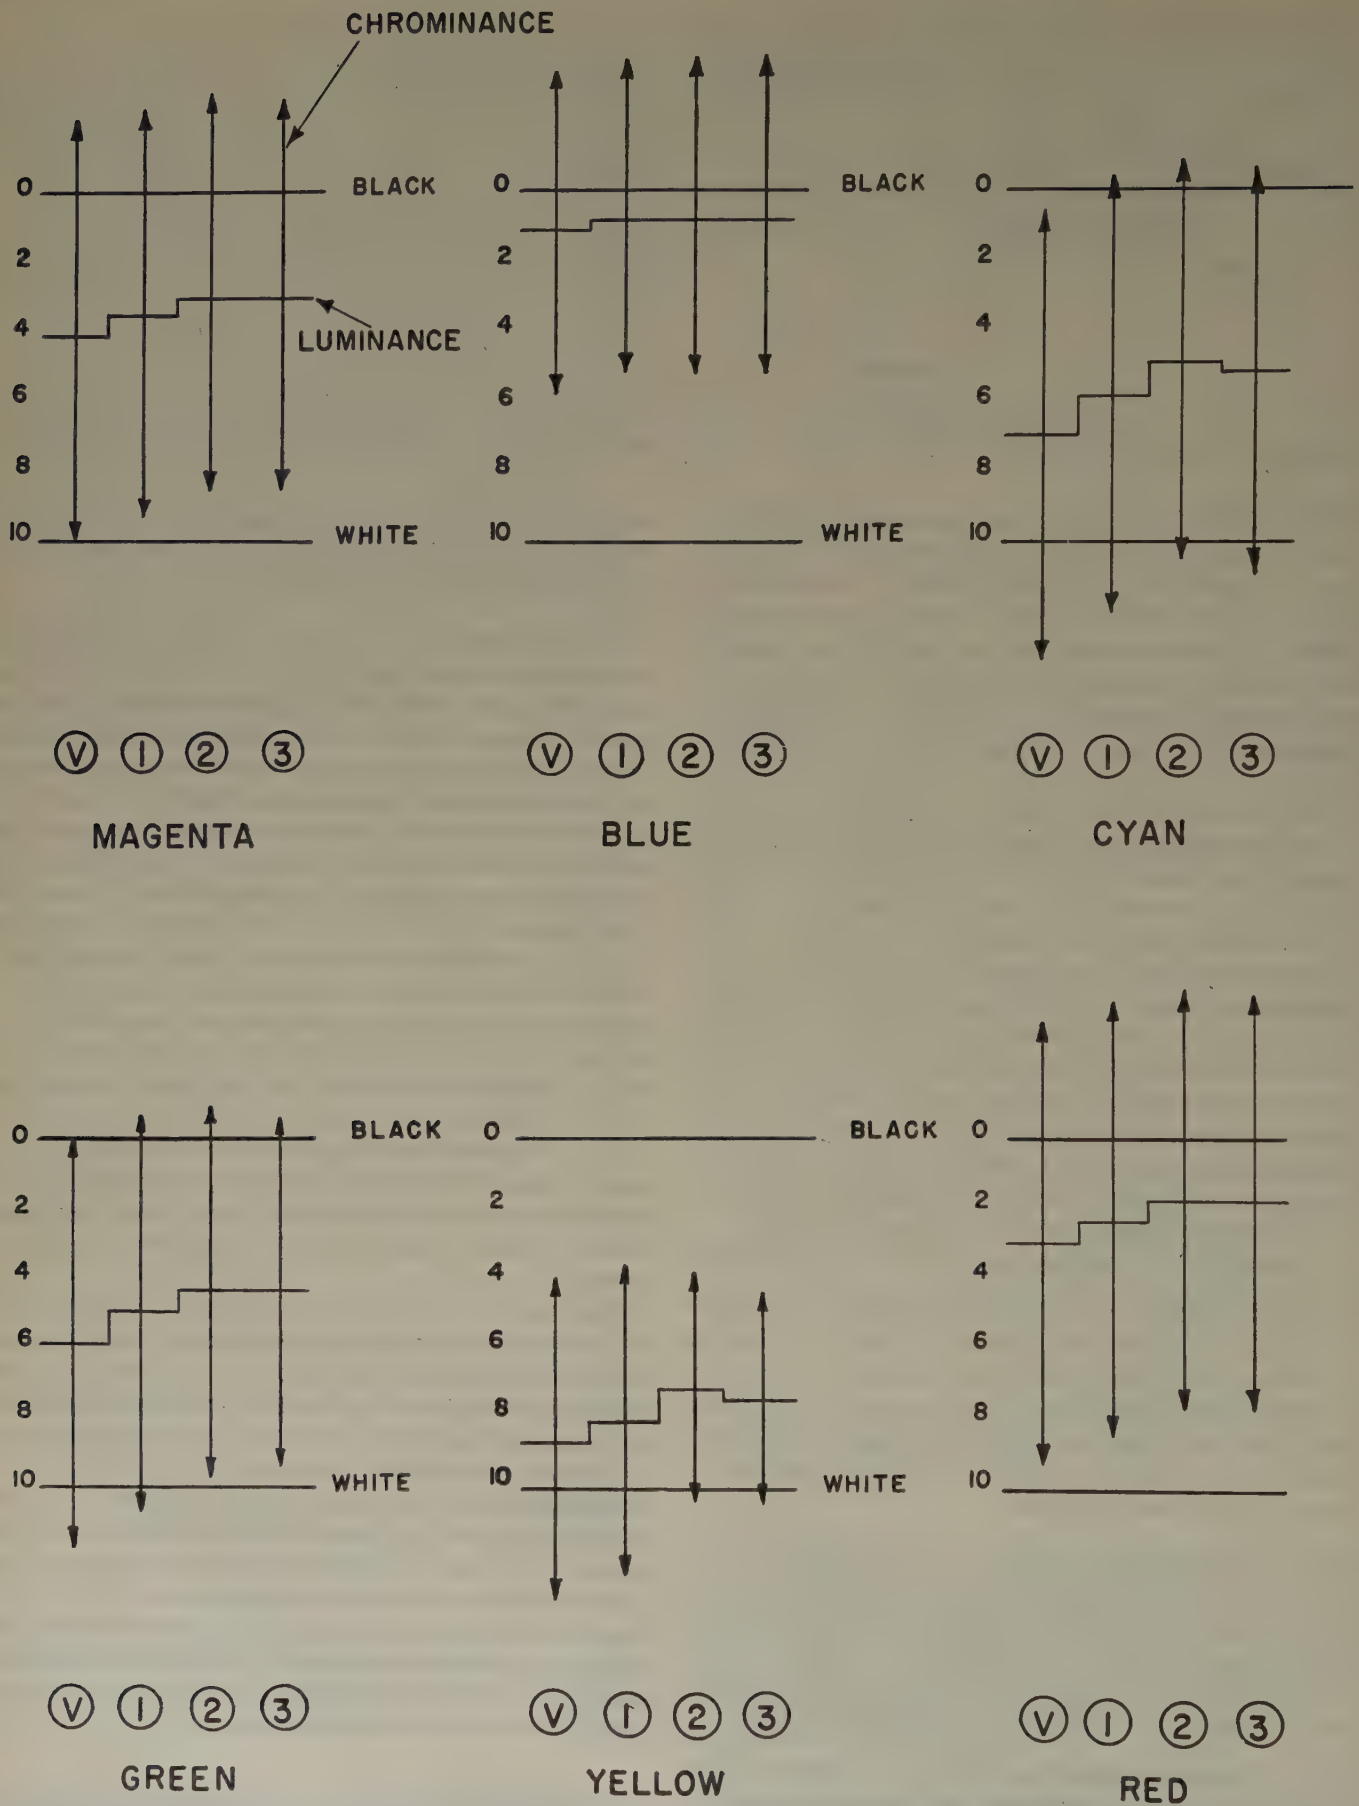 CHROMINANCE
0 BLACK
2
4
LUMINANCE
6
8
10 WHITE
V 1 2 3
MAGENTA
0 BLACK
2
4
6
8
10 WHITE
V 1 2 3
BLUE
0
2
4
6
8
10
V 1 2 3
CYAN
0 BLACK
2
4
6
8
10 WHITE
V 1 2 3
GREEN
0 BLACK
2
4
6
8
10 WHITE
V 1 2 3
YELLOW
0
2
4
6
8
10
V 1 2 3
RED